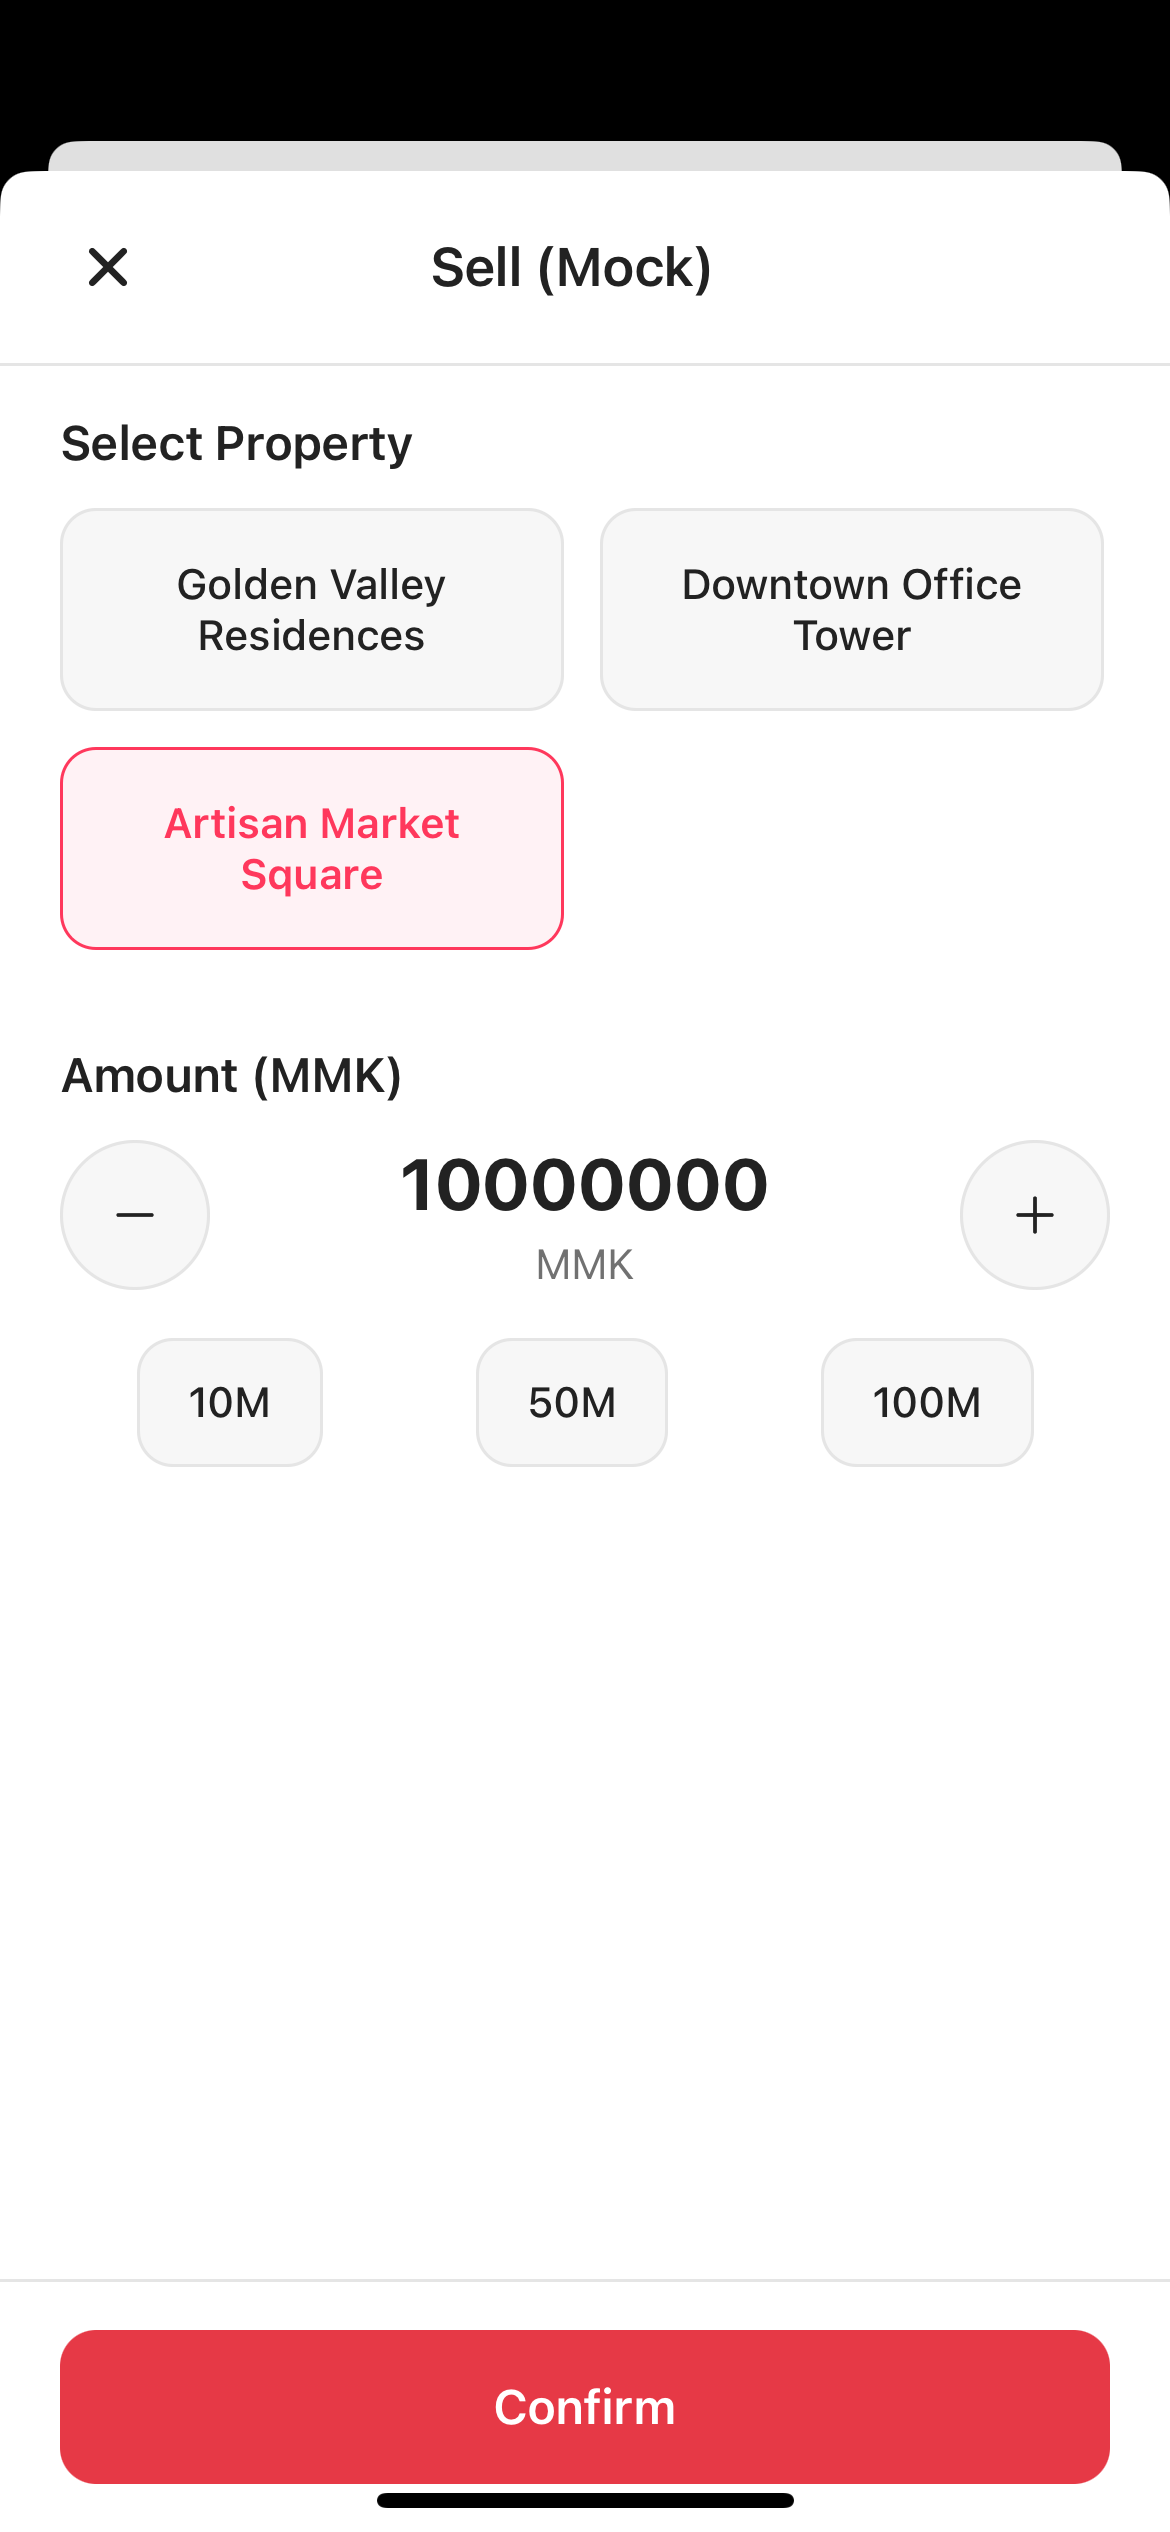 Sell (Mock)
Select Property
Golden Valley
Residences
Downtown Office
Tower
Artisan Market
Square
Amount (MMK)
10000000
MMK
10M
50M
100M
Confirm